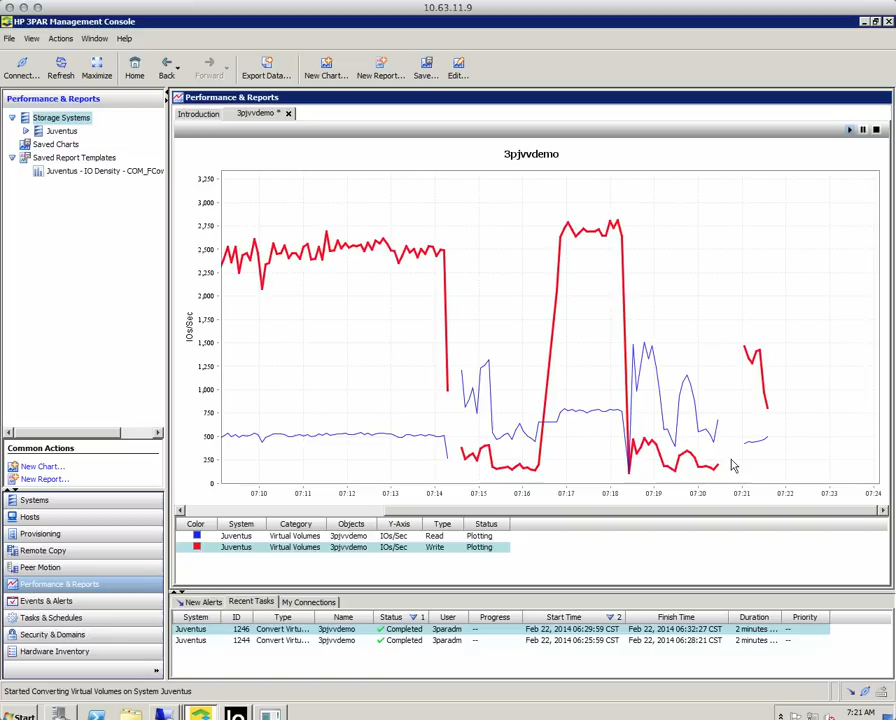 10.63.11.9
HP 3PAR Management Console
File View Actions Window Help
Connect... Refresh Maximize Home Back Forward Export Data... New Chart... New Report... Save... Edit...
Performance & Reports
Storage Systems
Juventus
Saved Charts
Saved Report Templates
Juventus - IO Density - COM_FCow
Performance & Reports
Introduction 3pjvvdemo *
3pjvvdemo
IOs/Sec
3,250
3,000
2,750
2,500
2,250
2,000
1,750
1,500
1,250
1,000
750
500
250
0
07:10 07:11 07:12 07:13 07:14 07:15 07:16 07:17 07:18 07:19 07:20 07:21 07:22 07:23 07:24
Color System Category Objects Y-Axis Type Status
Juventus Virtual Volumes 3pjvvdemo IOs/Sec Read Plotting
Juventus Virtual Volumes 3pjvvdemo IOs/Sec Write Plotting
Common Actions
New Chart...
New Report...
Systems
Hosts
Provisioning
Remote Copy
Peer Motion
Performance & Reports
Events & Alerts
Tasks & Schedules
Security & Domains
Hardware Inventory
New Alerts Recent Tasks My Connections
System ID Type Name Status 1 User Progress Start Time 2 Finish Time Duration Priority
Juventus 1246 Convert Virtu... 3pjvvdemo Completed 3paradm -- Feb 22, 2014 06:29:59 CST Feb 22, 2014 06:32:27 CST 2 minutes ... --
Juventus 1244 Convert Virtu... 3pjvvdemo Completed 3paradm -- Feb 22, 2014 06:25:59 CST Feb 22, 2014 06:28:21 CST 2 minutes ... --
Started Converting Virtual Volumes on System Juventus
Start
7:21 AM